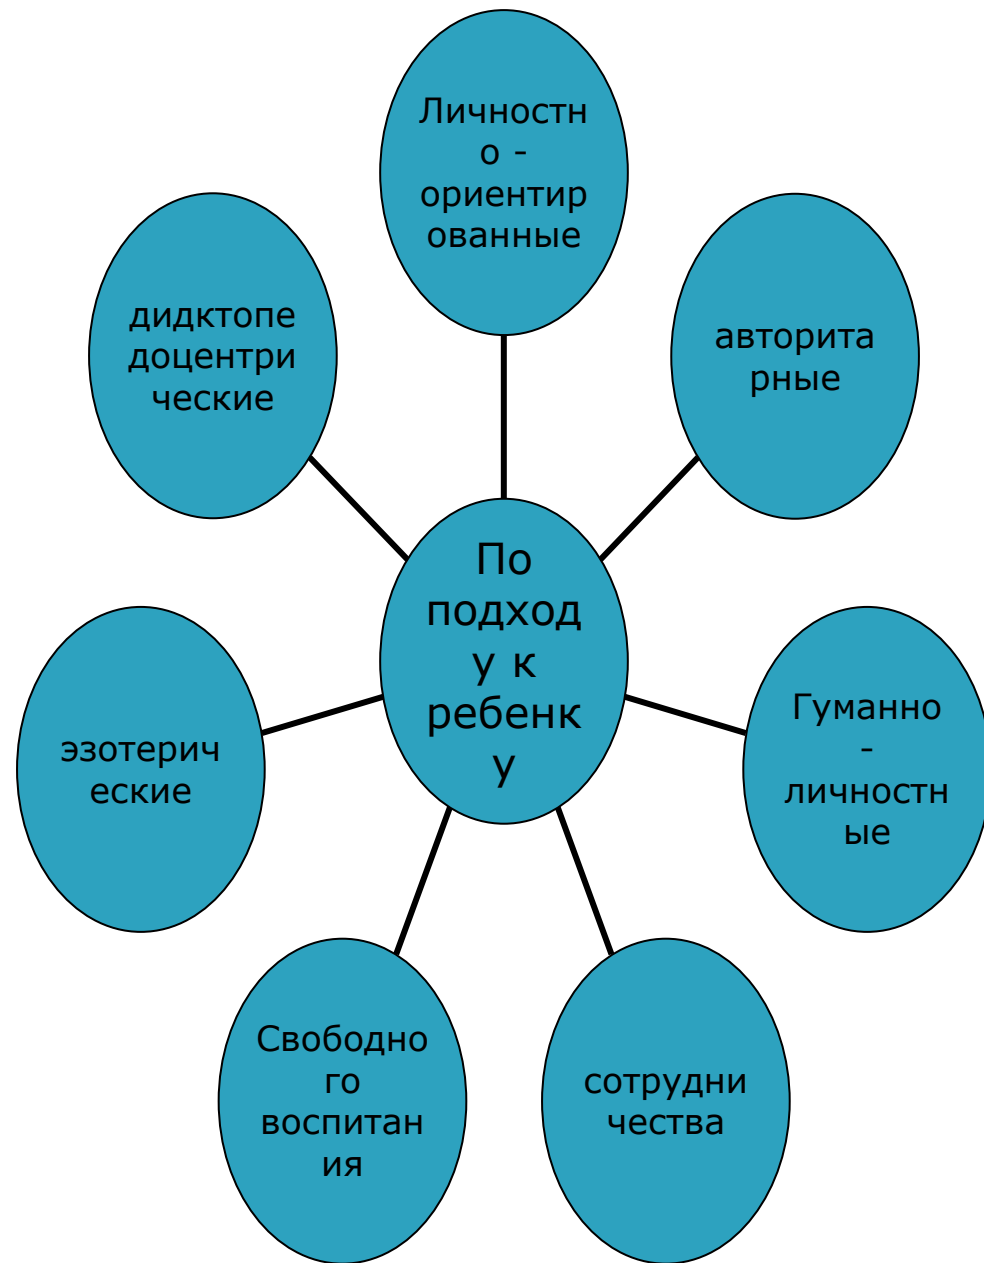 Личностн
о -
ориентир
ованные
дидктопе
доцентри
ческие
авторита
рные
По
подход
у к
ребенк
у
эзотерич
еские
Гуманно
-
личностн
ые
Свободно
го
воспитан
ия
сотрудни
чества